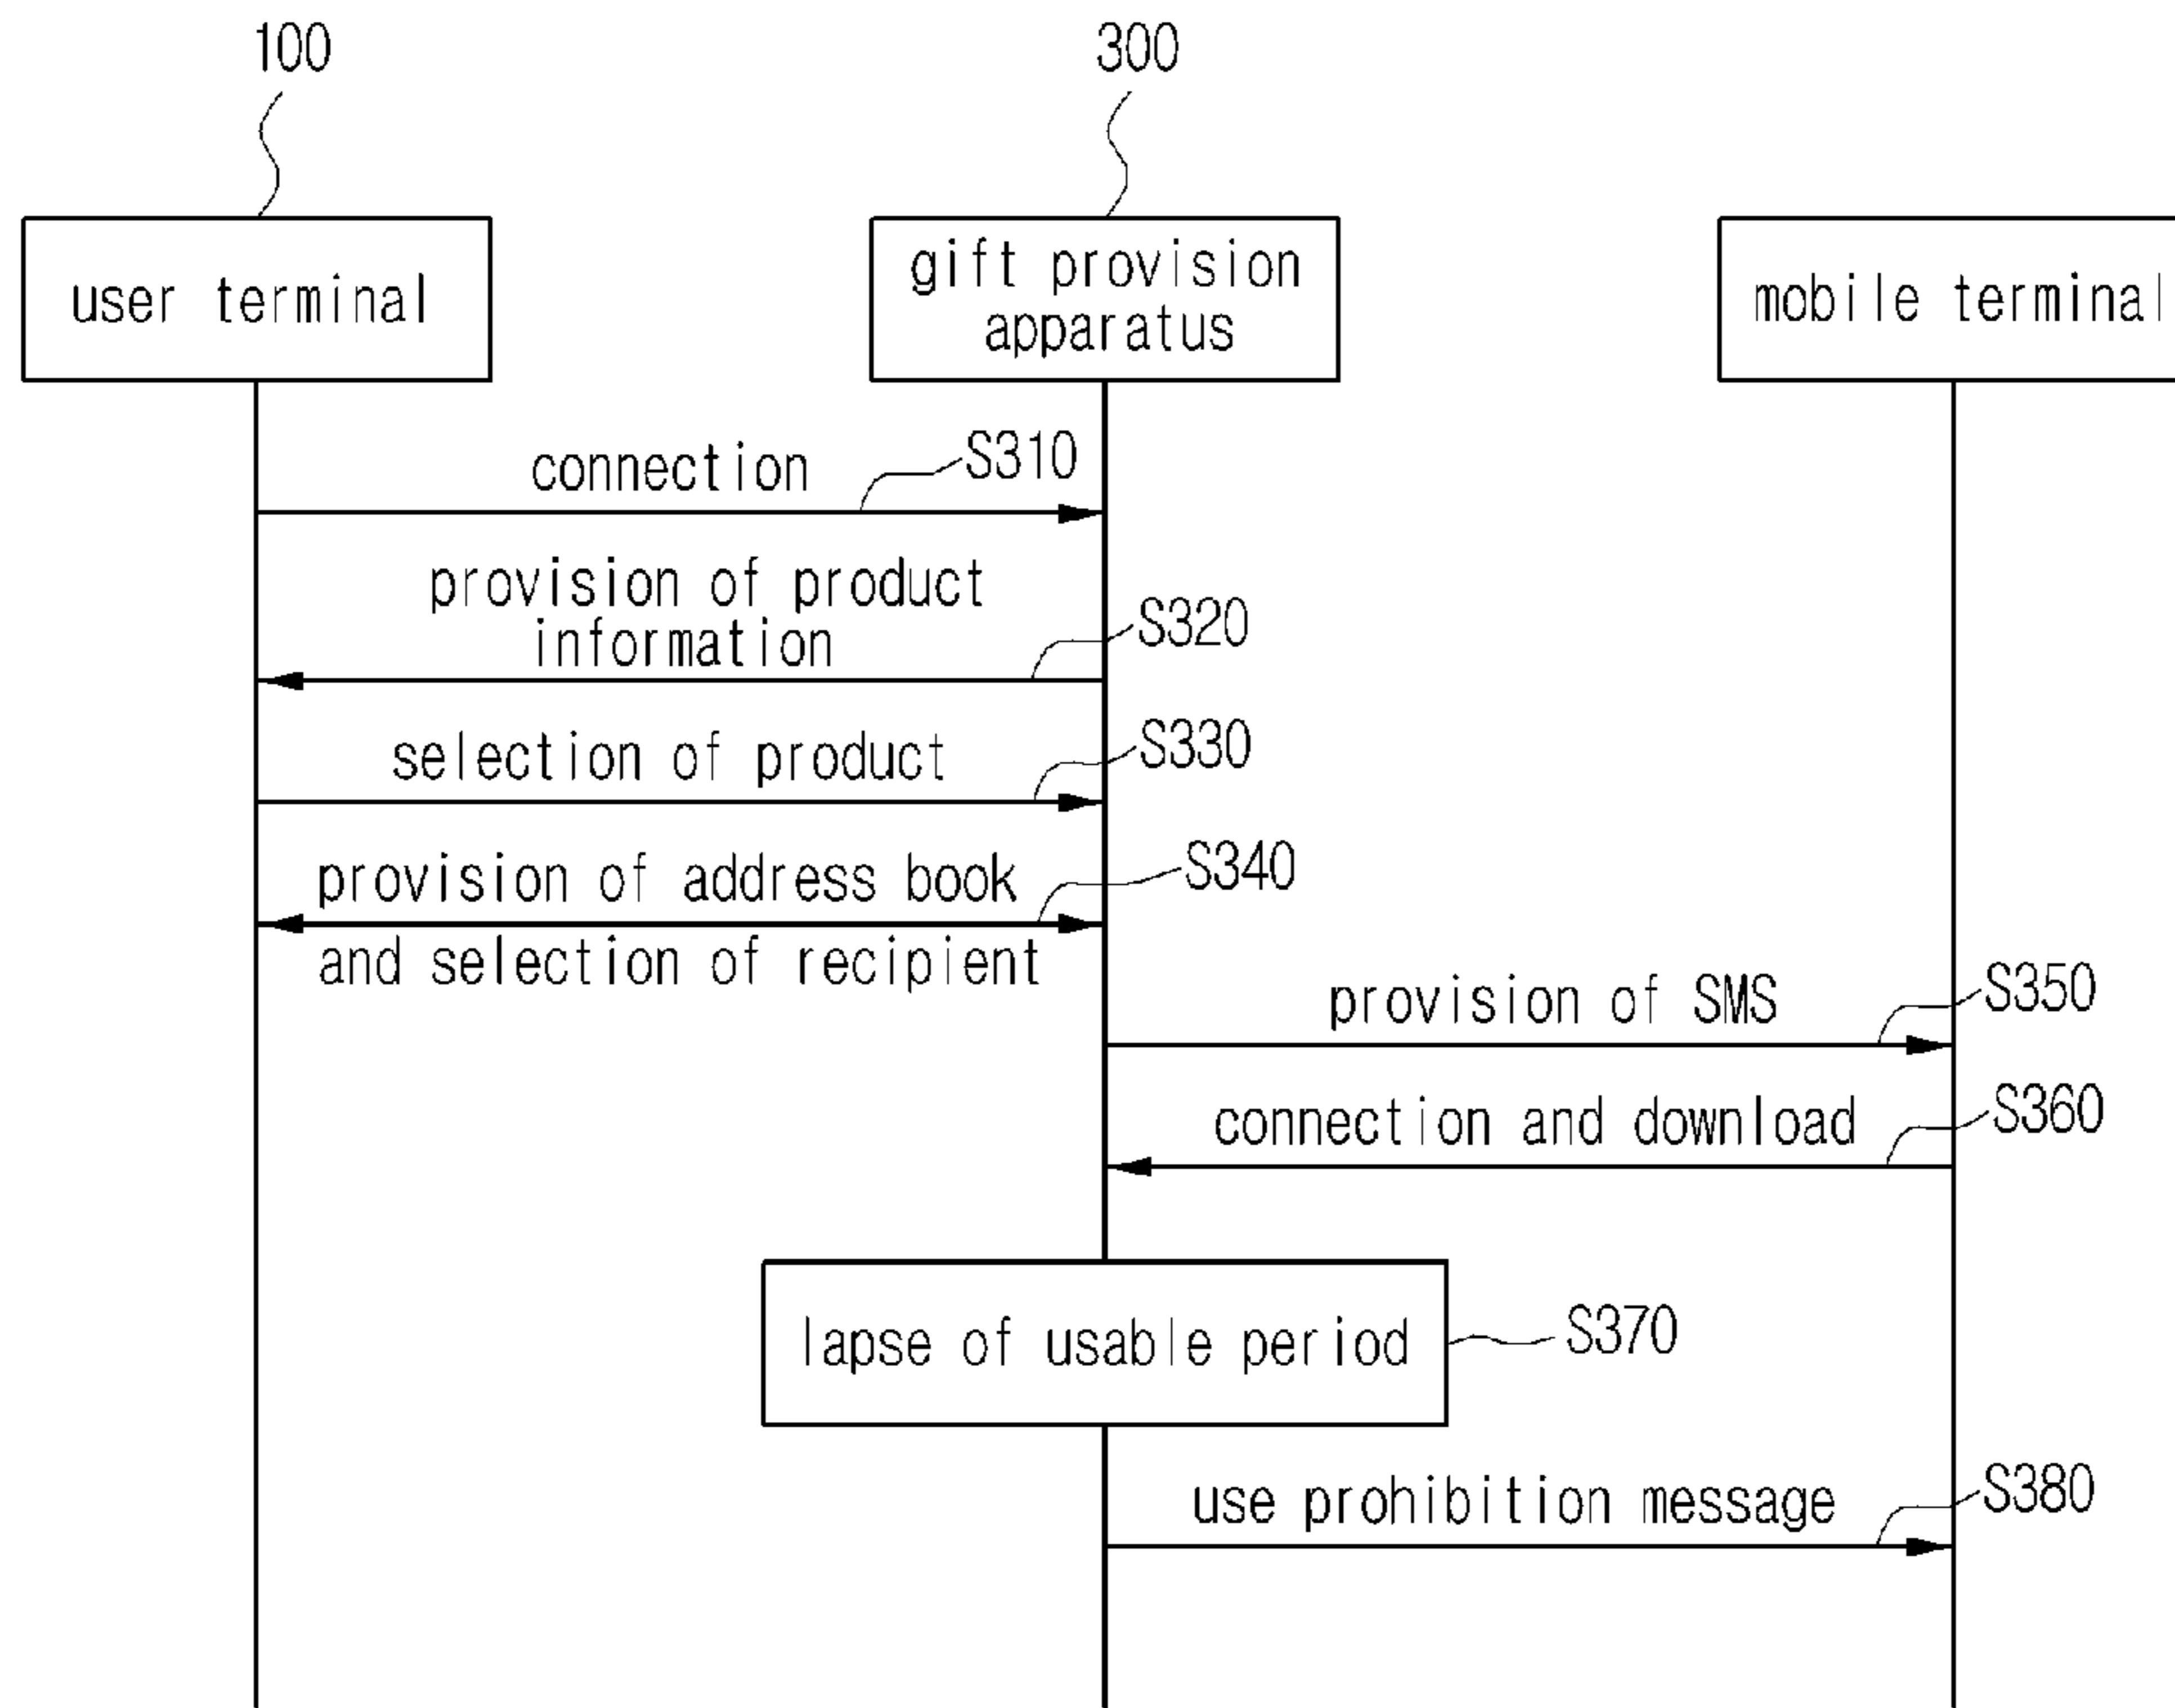 100
300
user terminal
gift provision
apparatus
mobile terminal
connection
S310
provision of product
information
S320
selection of product
S330
provision of address book
S340
and selection of recipient
provision of SMS
S350
connection and download
S360
lapse of usable period
S370
use prohibition message
S380